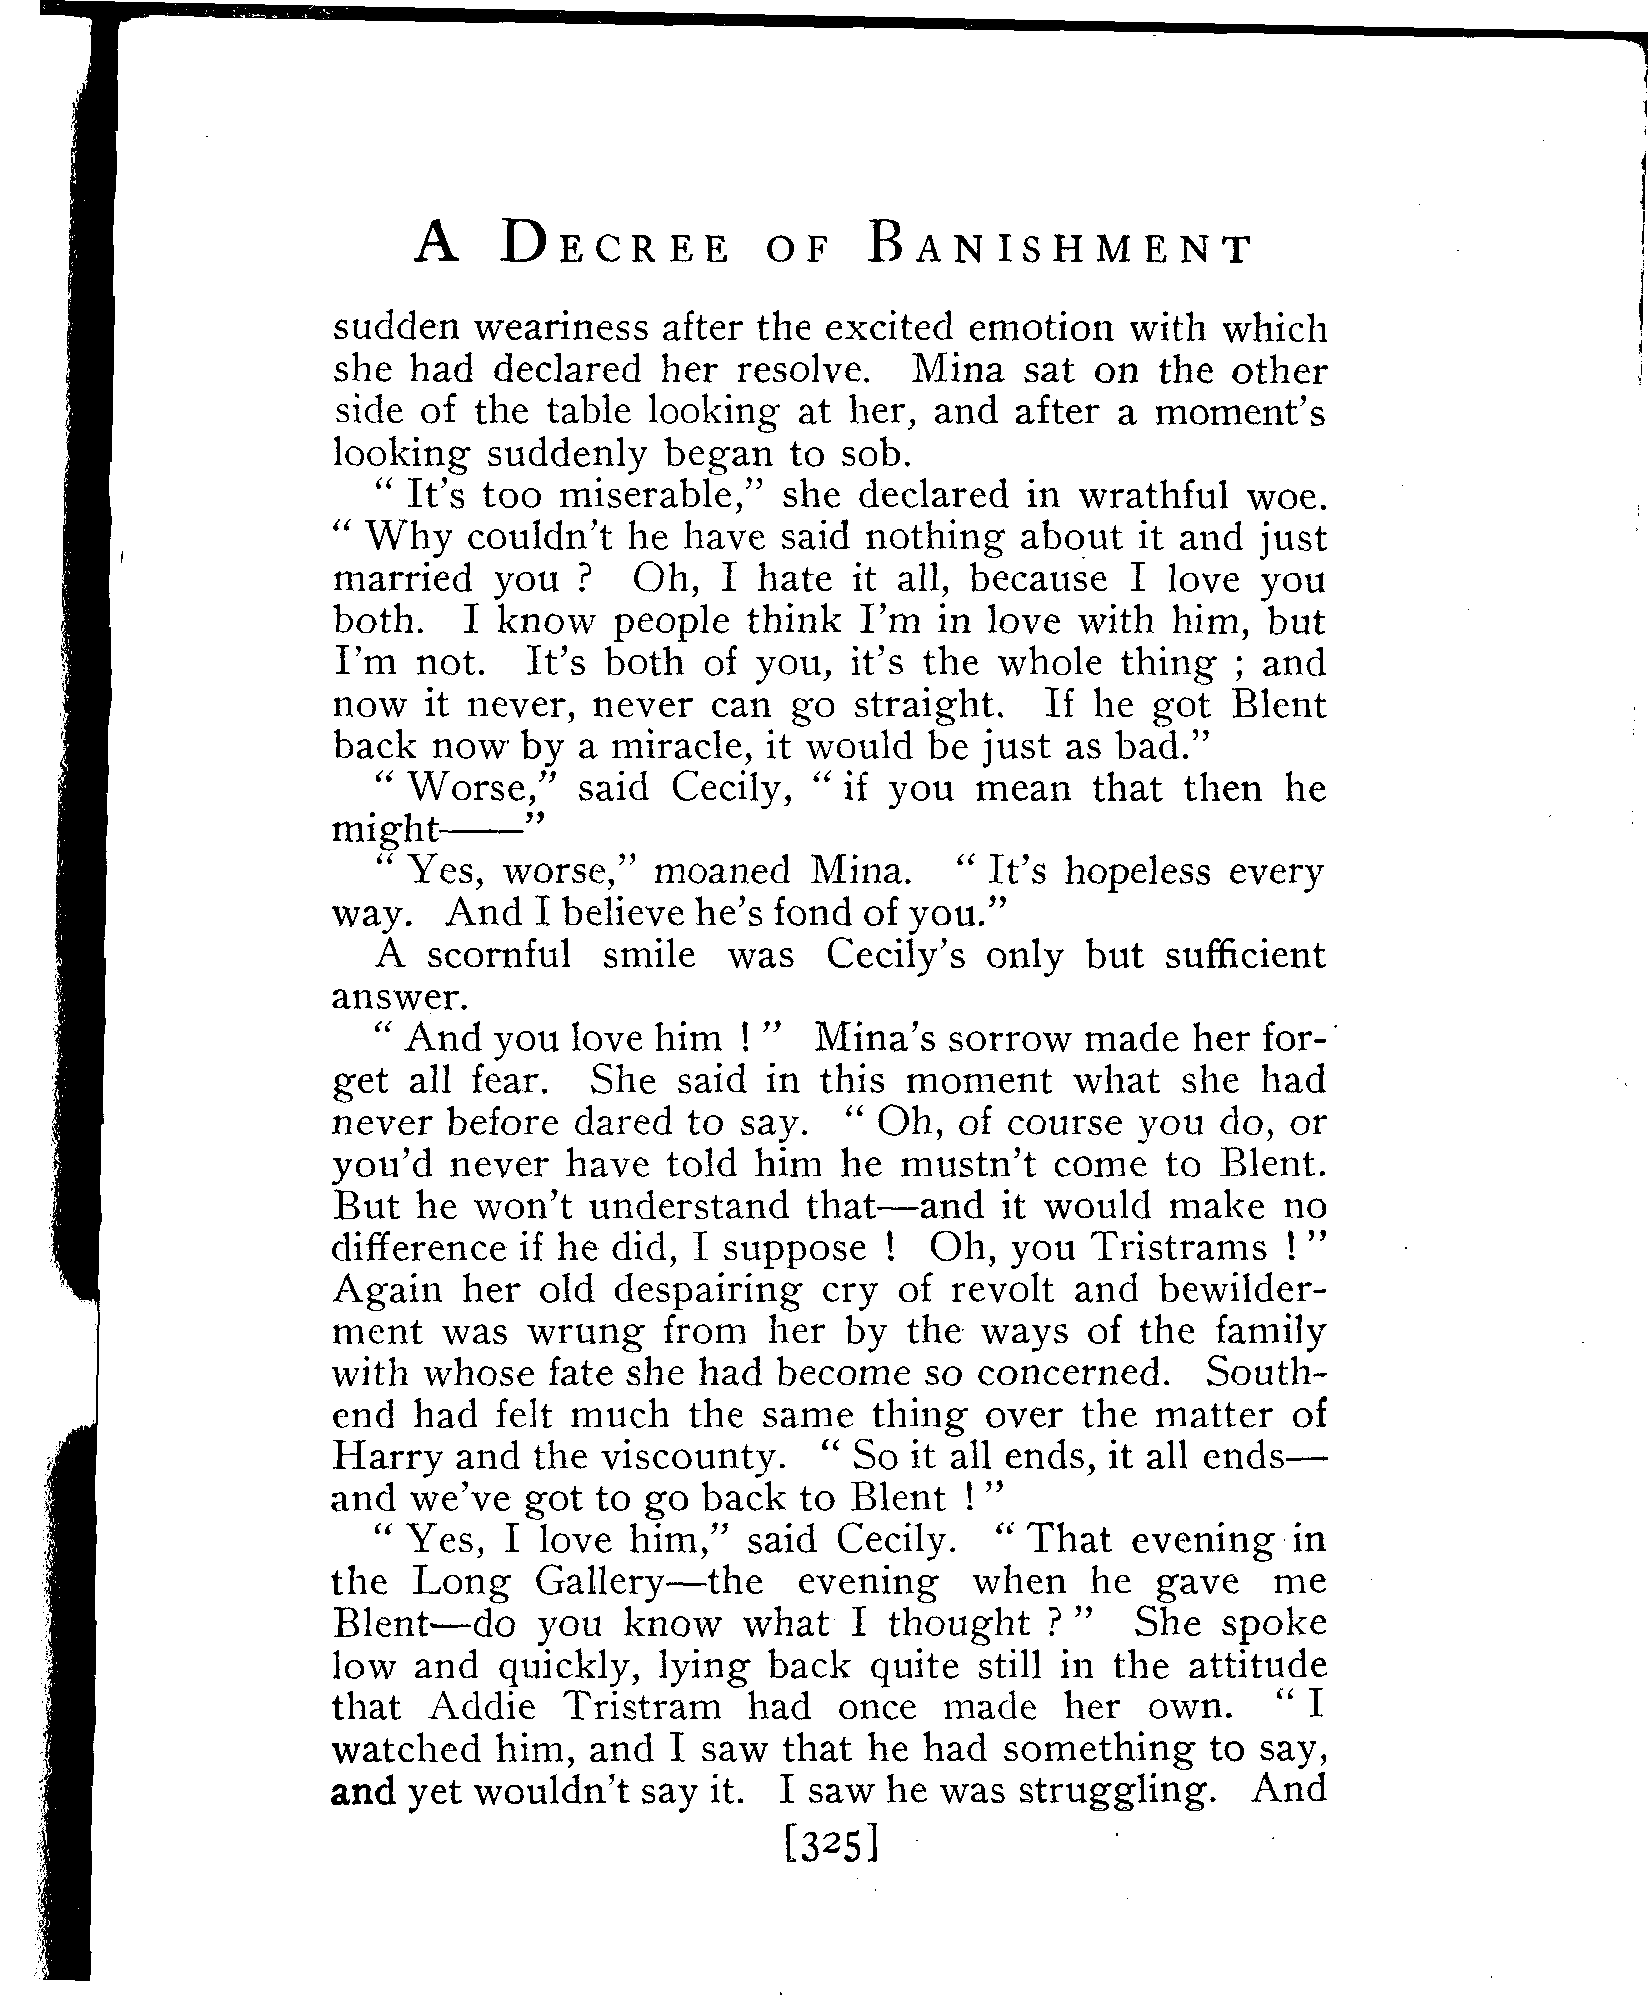 A DECREE OF BANISHMENT
sudden weariness after the excited emotion with which
she had declared her resolve. Mina sat on the other
side of the table looking at her, and after a moment's
looking suddenly began to sob.
“ It's too miserable,” she declared in wrathful woe.
“ Why couldn't he have said nothing about it and just
married you ? Oh, I hate it all, because I love you
both. I know people think I'm in love with him, but
I'm not. It's both of you, it's the whole thing ; and
now it never, never can go straight. If he got Blent
back now by a miracle, it would be just as bad.”
“ Worse,” said Cecily, “ if you mean that then he
might——”
“ Yes, worse,” moaned Mina. “ It's hopeless every
way. And I believe he's fond of you.”
A scornful smile was Cecily's only but sufficient
answer.
“ And you love him ! ” Mina's sorrow made her for-
get all fear. She said in this moment what she had
never before dared to say. “ Oh, of course you do, or
you'd never have told him he mustn't come to Blent.
But he won't understand that—and it would make no
difference if he did, I suppose ! Oh, you Tristrams ! ”
Again her old despairing cry of revolt and bewilder-
ment was wrung from her by the ways of the family
with whose fate she had become so concerned. South-
end had felt much the same thing over the matter of
Harry and the viscounty. “ So it all ends, it all ends—
and we've got to go back to Blent ! ”
“ Yes, I love him,” said Cecily. “ That evening in
the Long Gallery—the evening when he gave me
Blent—do you know what I thought ? ” She spoke
low and quickly, lying back quite still in the attitude
that Addie Tristram had once made her own. “ I
watched him, and I saw that he had something to say,
and yet wouldn't say it. I saw he was struggling. And
[325]